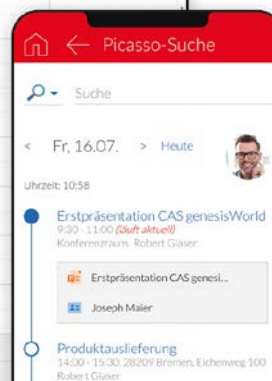 Picasso-Suche
Suche
< Fr, 16.07. > Heute
Uhrzeit: 10:58
Erstpräsentation CAS genesisWorld
9:30 - 11:00 (läuft aktuell)
Konferenzraum, Robert Glaser
Erstpräsentation CAS genesi...
Joseph Maier
Produktauslieferung
14:00 - 15:30, 28209 Bremen, Eichenweg 100
Robert Glaser